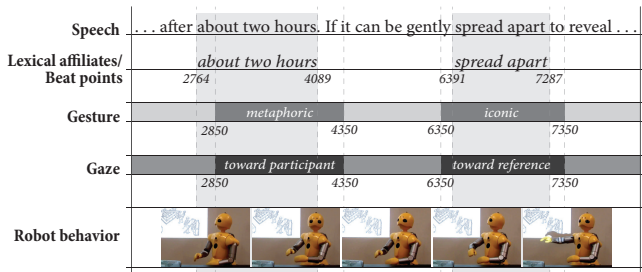 Speech ... after about two hours. If it can be gently spread apart to reveal ...
Lexical affiliates/ about two hours spread apart
Beat points 2764 4089 6391 7287
Gesture metaphoric iconic
2850 4350 6350 7350
Gaze toward participant toward reference
2850 4350 6350 7350
Robot behavior